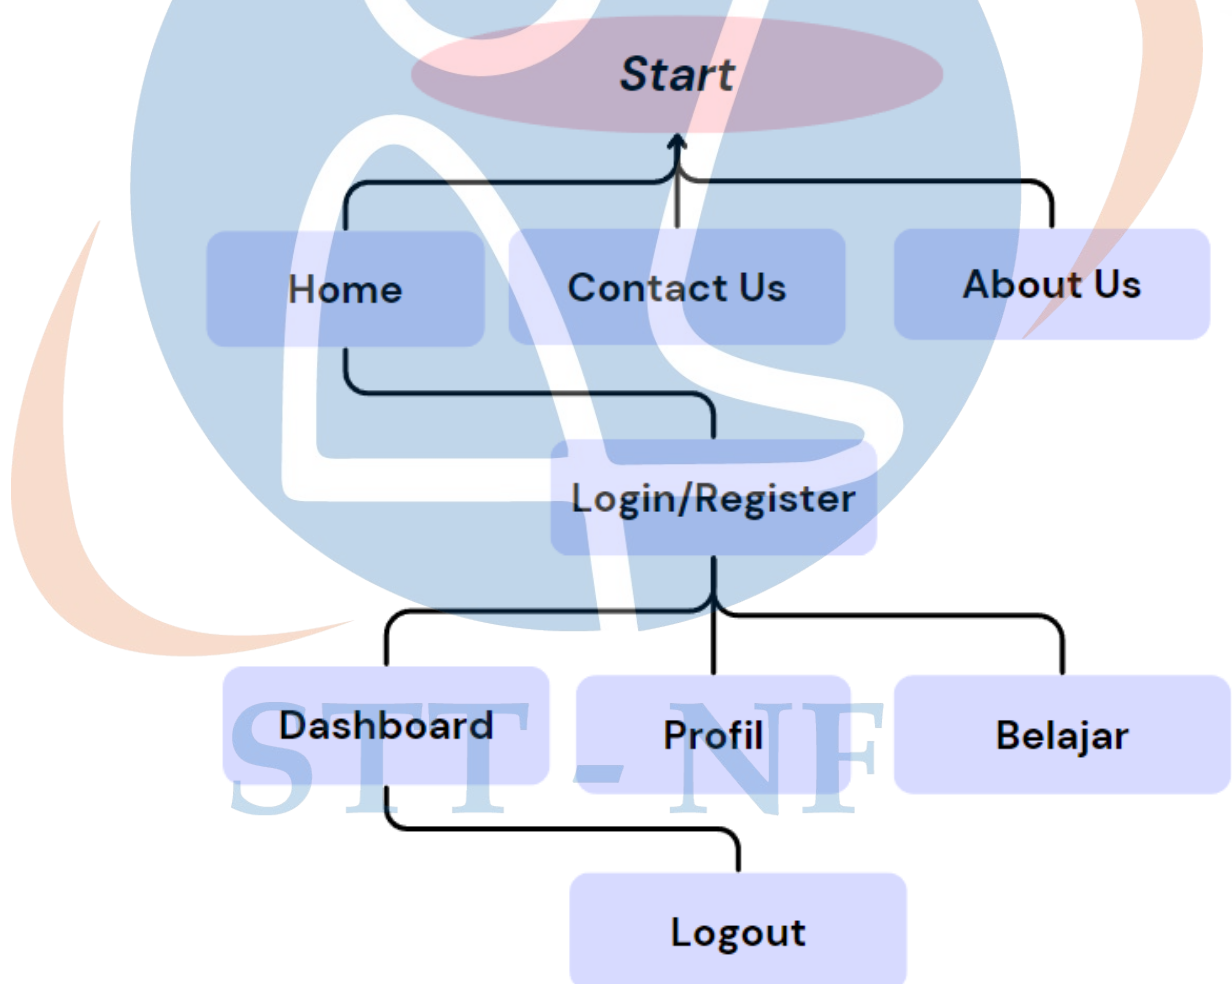 Start
Home
Contact Us
About Us
Login/Register
Dashboard
Profil
Belajar
STT - NF
Logout